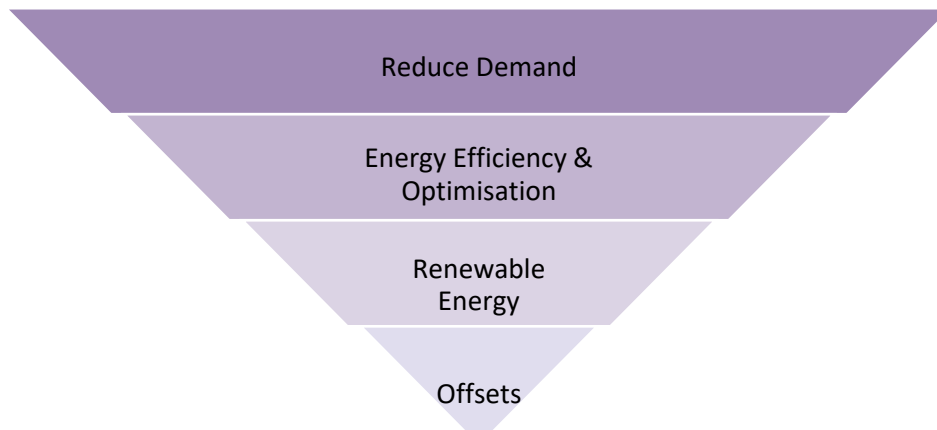 Reduce Demand
Energy Efficiency &
Optimisation
Renewable
Energy
Offsets